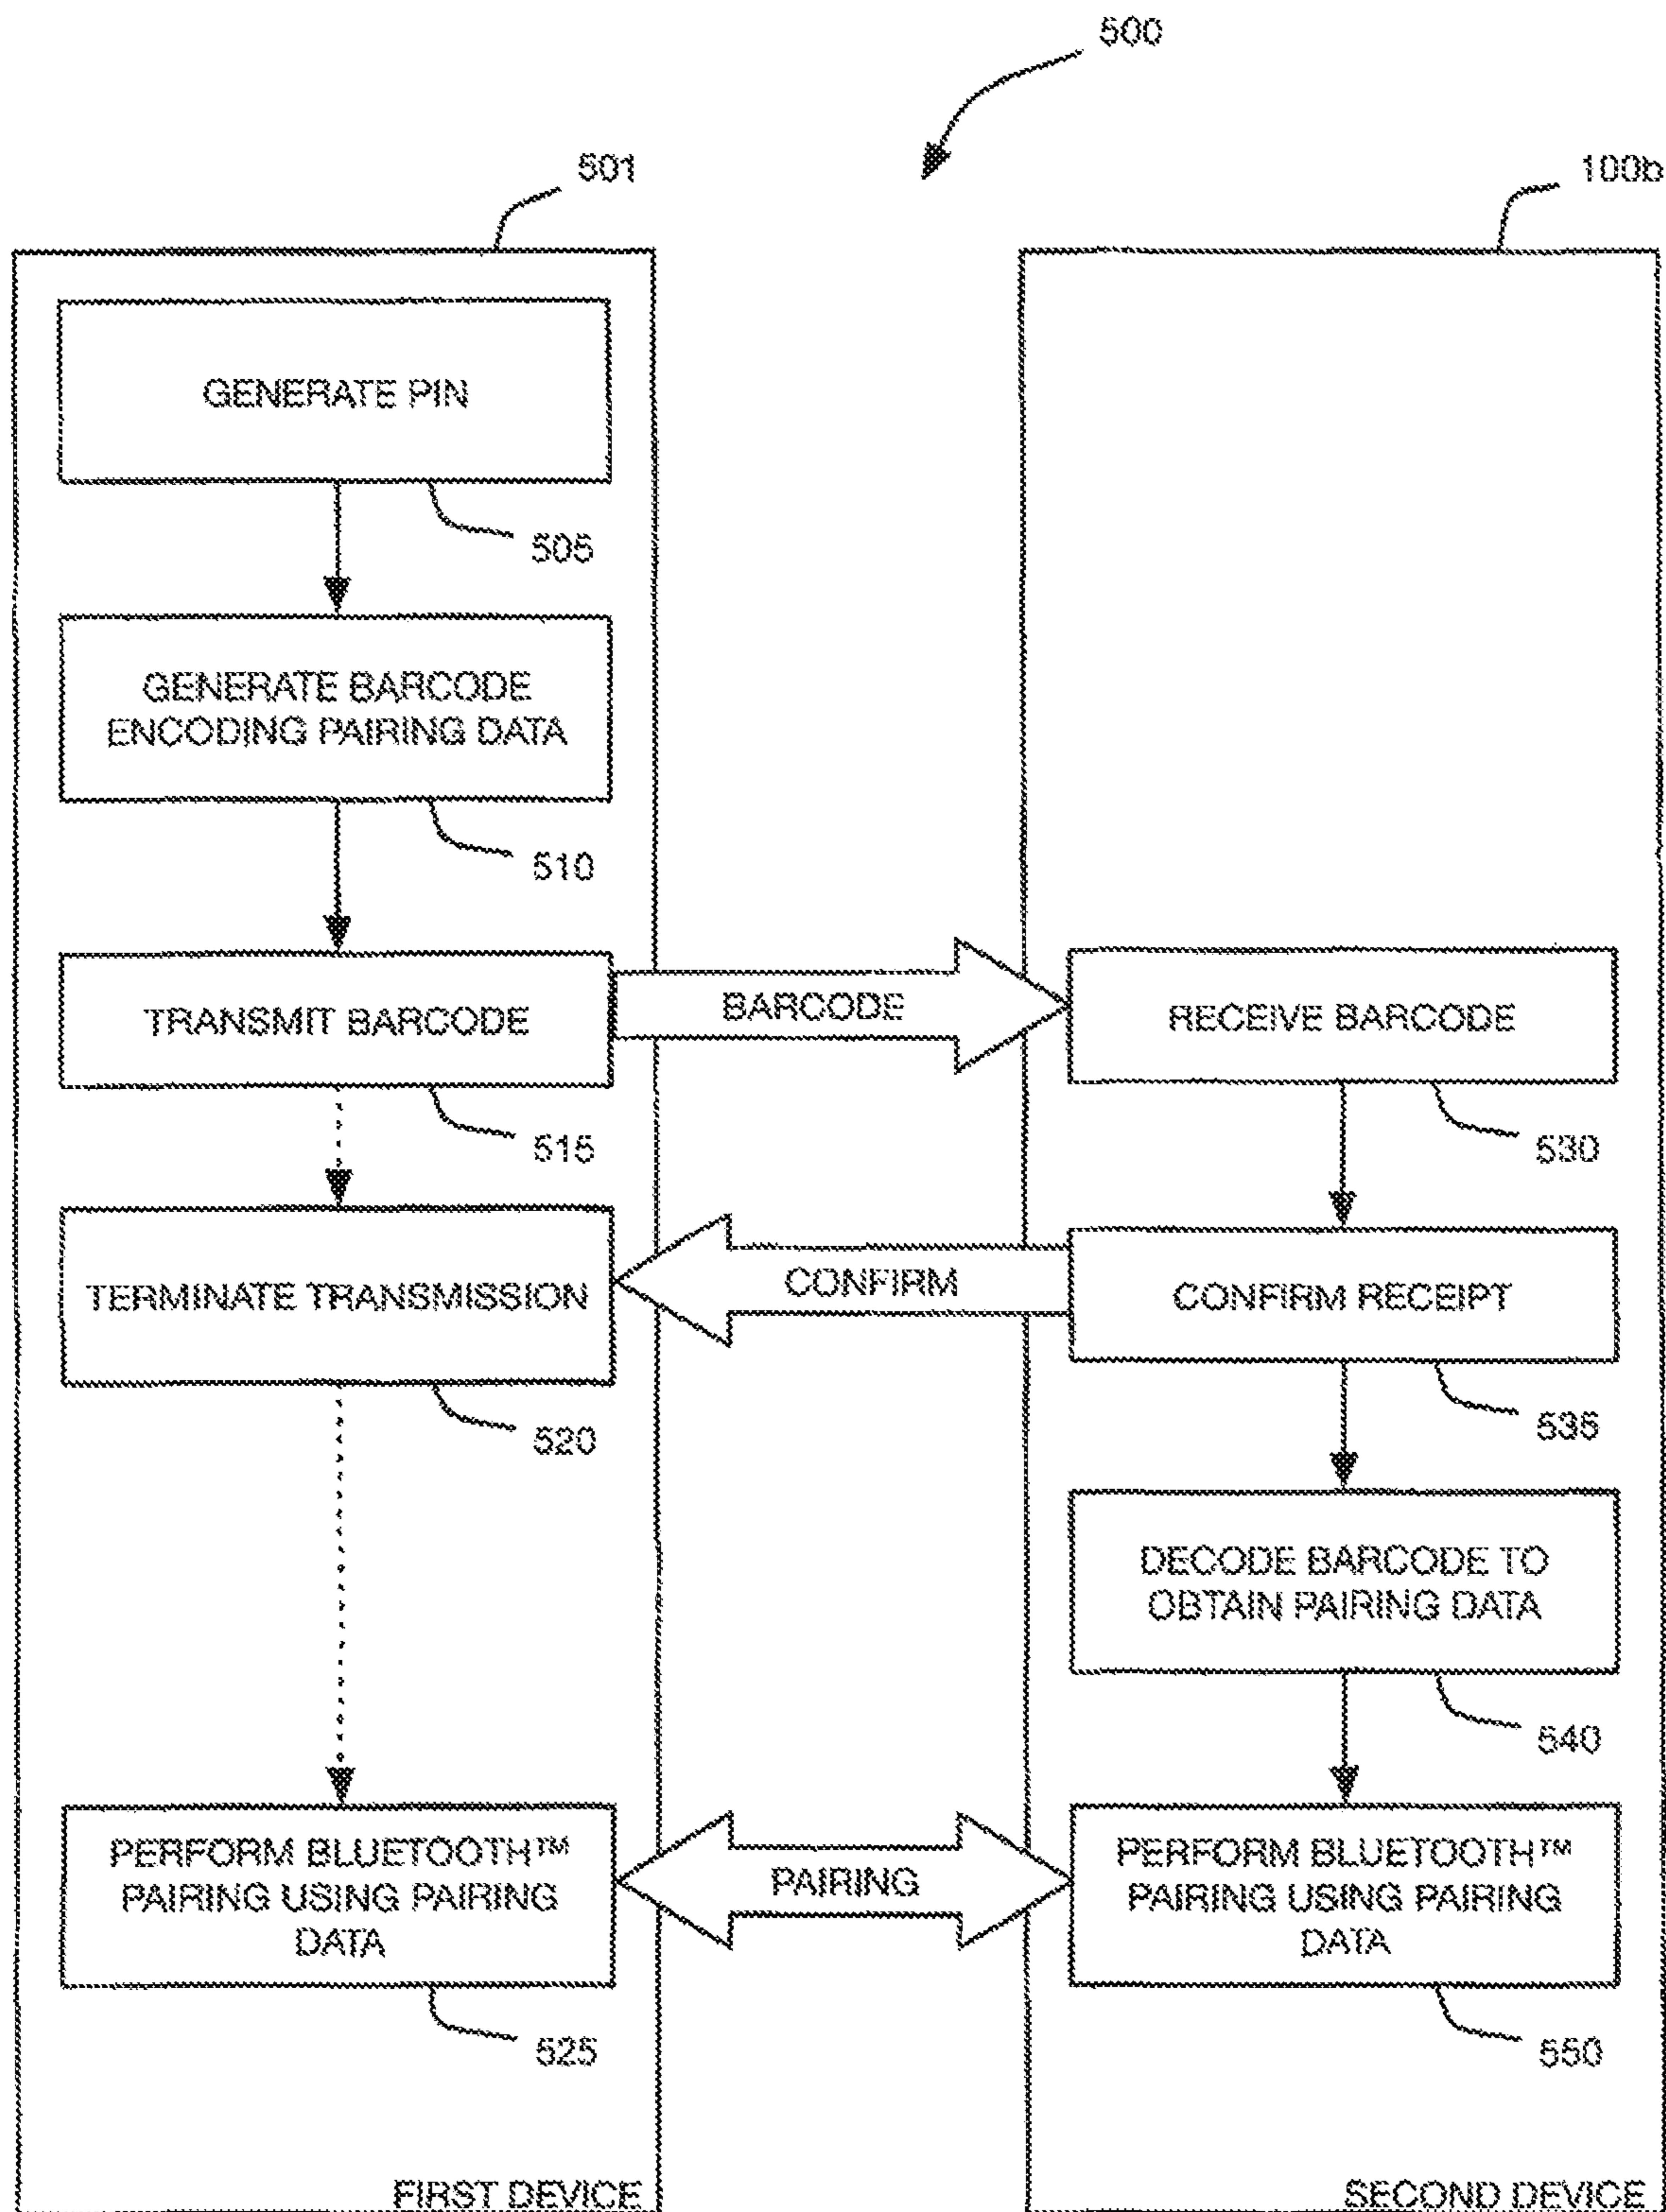 500
501
100b
GENERATE PIN
505
GENERATE BARCODE
ENCODING PAIRING DATA
510
TRANSMIT BARCODE
BARCODE
RECEIVE BARCODE
515
530
TERMINATE TRANSMISSION
CONFIRM
CONFIRM RECEIPT
520
535
DECODE BARCODE TO
OBTAIN PAIRING DATA
540
PERFORM BLUETOOTH™
PAIRING USING PAIRING
DATA
PAIRING
PERFORM BLUETOOTH™
PAIRING USING PAIRING
DATA
525
550
FIRST DEVICE
SECOND DEVICE